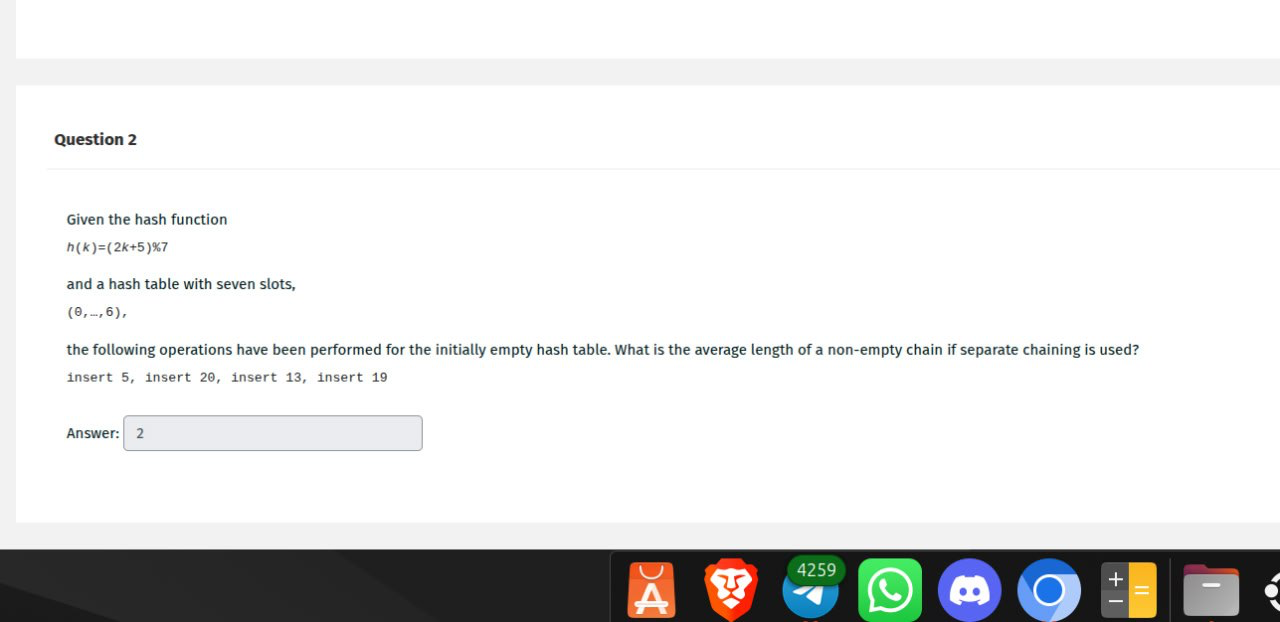 Question 2
Given the hash function
h(k)=(2k+5)%7
and a hash table with seven slots,
(0,…,6),
the following operations have been performed for the initially empty hash table. What is the average length of a non-empty chain if separate chaining is used?
insert 5, insert 20, insert 13, insert 19
Answer: 2
4259